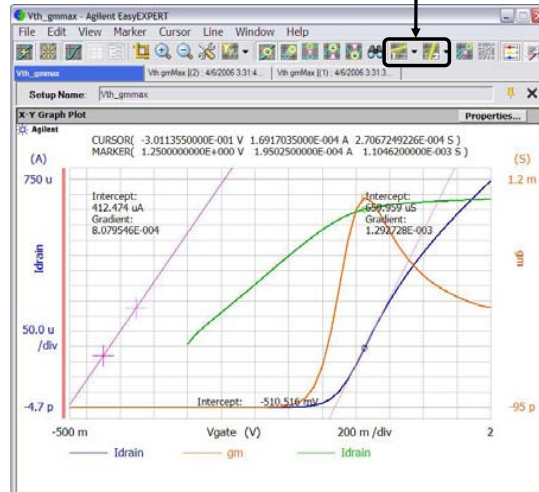 Vth_gmmax - Agilent EasyEXPERT
File Edit View Marker Cursor Line Window Help
Vth_gmmax
Vth gmMax [(2) : 4/6/2006 3:31:4...
Vth gmMax [(1) : 4/6/2006 3:31:3...
Setup Name: Vth_gmmax
X-Y Graph Plot Properties...
Agilent
CURSOR( -3.0113550000E-001 V 1.6917035000E-004 A 2.7067249226E-004 S )
MARKER( 1.2500000000E+000 V 1.9502500000E-004 A 1.1046200000E-003 S )
(A) (S)
750 u 1.2 m
Intercept:
412.474 uA
Gradient:
8.079546E-004
Intercept:
650.959 uS
Gradient:
1.292728E-003
Idrain gm
50.0 u
/div
Intercept: -510.516 mV
-4.7 p -95 p
-500 m Vgate (V) 200 m /div 2
Idrain gm Idrain